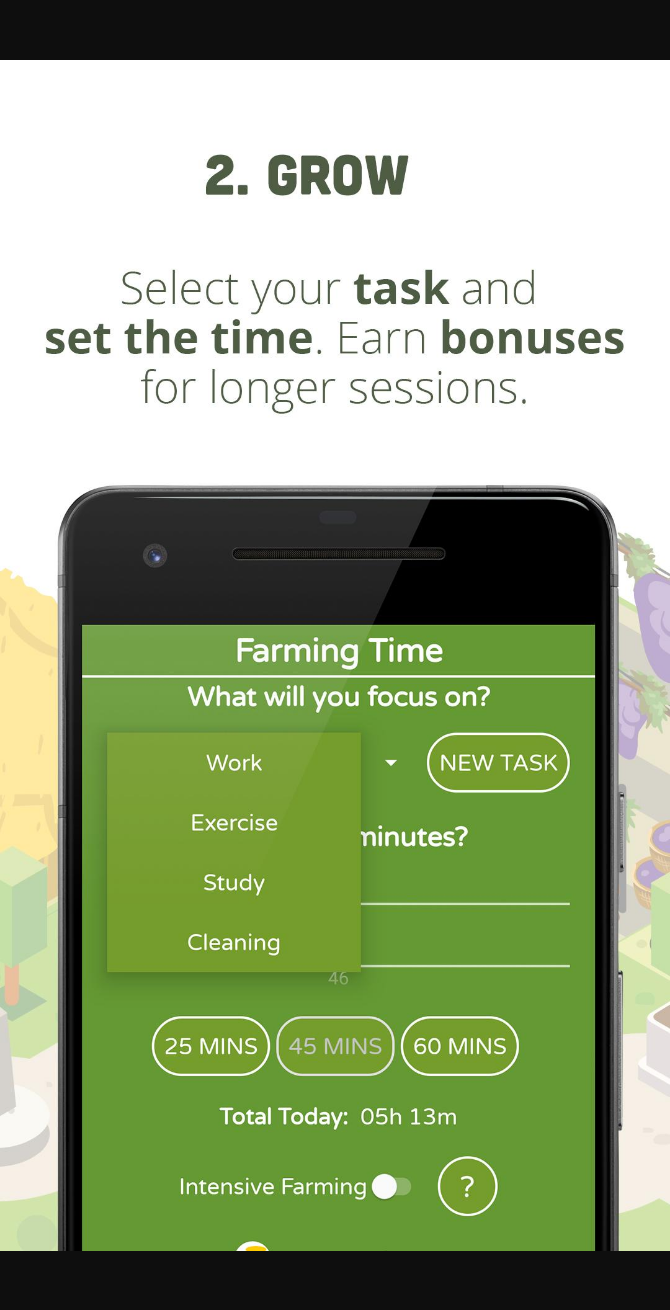 2. GROW
Select your task and
set the time. Earn bonuses
for longer sessions.
Farming Time
What will you focus on?
Work
NEW TASK
Exercise
minutes?
Study
Cleaning
46
25 MINS
45 MINS
60 MINS
Total Today: 05h 13m
Intensive Farming
?